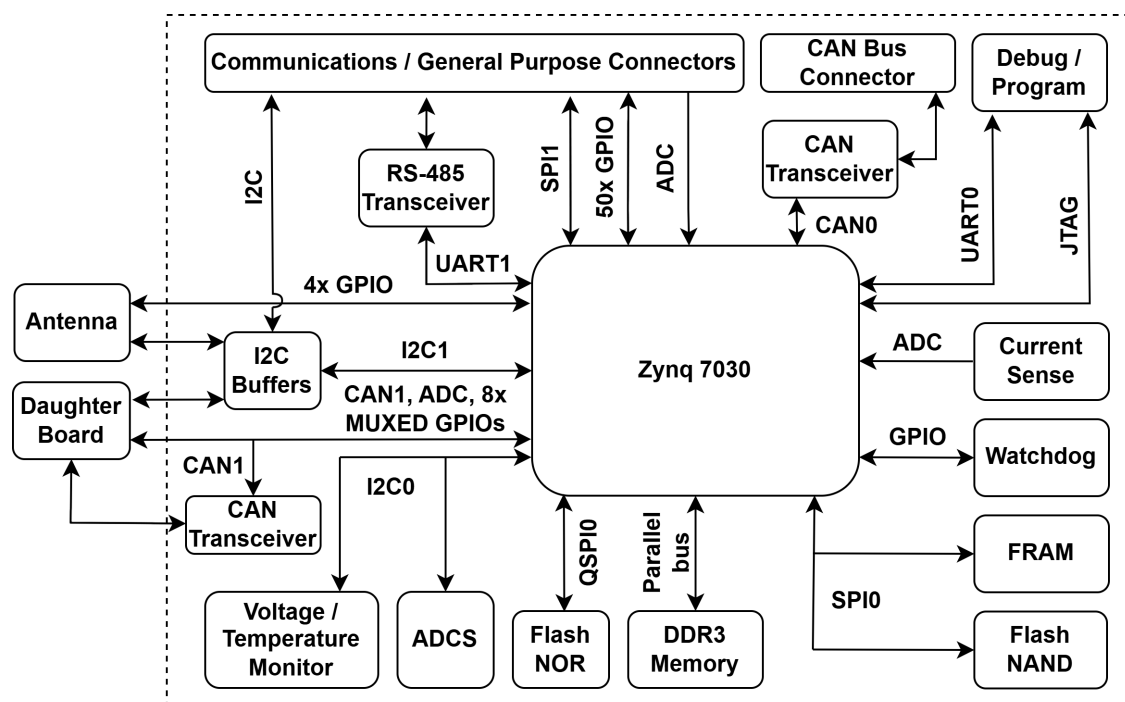 Communications / General Purpose Connectors
CAN Bus
Connector
Debug /
Program
I2C
RS-485
Transceiver
SPI1
50x GPIO
ADC
CAN
Transceiver
CAN0
UART0
JTAG
UART1
4x GPIO
Antenna
I2C
Buffers
I2C1
Zynq 7030
ADC
Current
Sense
Daughter
Board
CAN1, ADC, 8x
MUXED GPIOs
GPIO
Watchdog
CAN1
I2C0
CAN
Transceiver
QSPI0
Parallel
bus
FRAM
SPI0
Voltage /
Temperature
Monitor
ADCS
Flash
NOR
DDR3
Memory
Flash
NAND